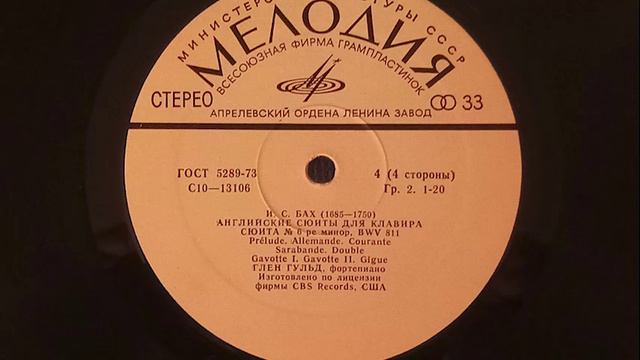 МИНИСТЕРСТВО КУЛЬТУРЫ СССР
МЕЛОДИЯ
ВСЕСОЮЗНАЯ ФИРМА ГРАМПЛАСТИНОК
СТЕРЕО
33
АПРЕЛЕВСКИЙ ОРДЕНА ЛЕНИНА ЗАВОД
ГОСТ 5289-73
4 (4 стороны)
С10—13106
Гр. 2. 1-20
И. С. БАХ (1685—1750)
АНГЛИЙСКИЕ СЮИТЫ ДЛЯ КЛАВИРА
СЮИТА № 6 ре минор, BWV 811
Prélude. Allemande. Courante
Sarabande. Double
Gavotte I. Gavotte II. Gigue
ГЛЕН ГУЛЬД, фортепиано
Изготовлено по лицензии
фирмы CBS Records, США